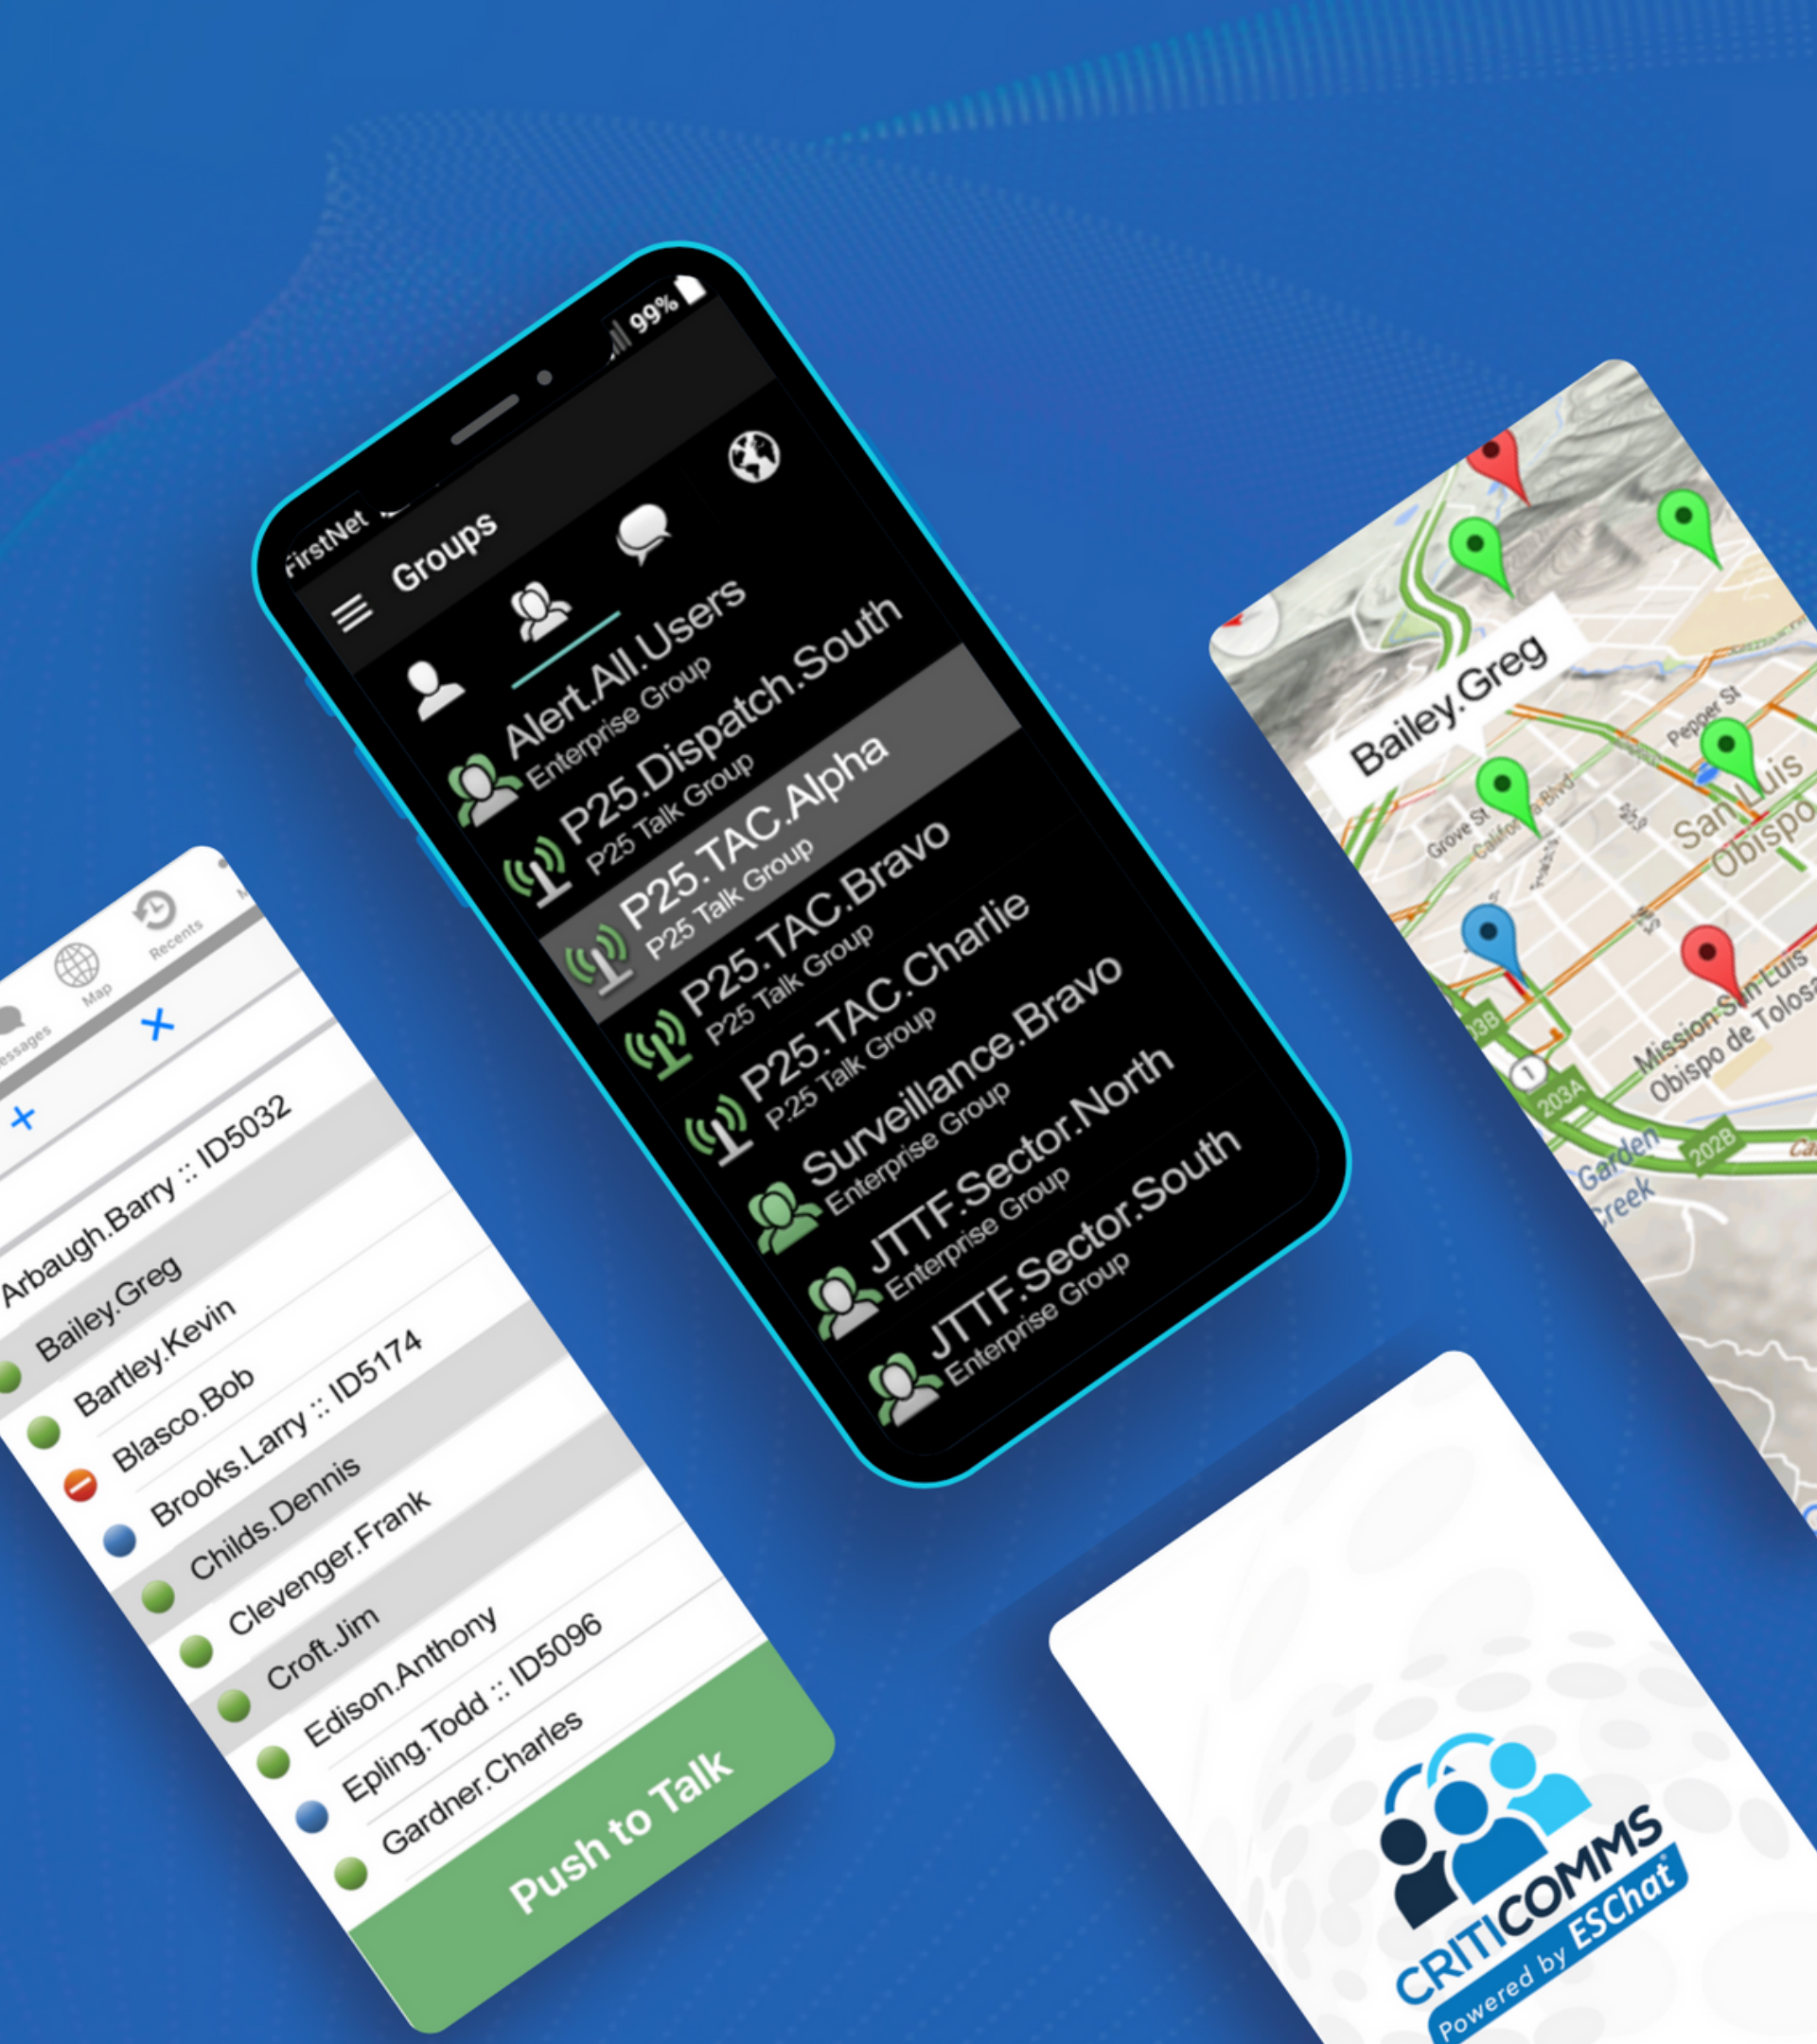 FirstNet
99%
Groups
Alert.All.Users
Enterprise Group
P25.Dispatch.South
P25 Talk Group
P25.TAC.Alpha
P25 Talk Group
P25.TAC.Bravo
P25 Talk Group
P25.TAC.Charlie
P.25 Talk Group
Surveillance.Bravo
Enterprise Group
JTTF.Sector.North
Enterprise Group
JTTF.Sector.South
Enterprise Group
essages
Map
Recents
M
+
+
Arbaugh.Barry :: ID5032
Bailey.Greg
Bartley.Kevin
Blasco.Bob
Brooks.Larry :: ID5174
Childs.Dennis
Clevenger.Frank
Croft.Jim
Edison.Anthony
Epling.Todd :: ID5096
Gardner.Charles
Push to Talk
Bailey.Greg
Pepper St
Grove St
San Luis
Obispo
Mission San Luis
Obispo de Tolosa
03B
1
203A
202B
Garden
Creek
CRITICOMMS
Powered by ESChat